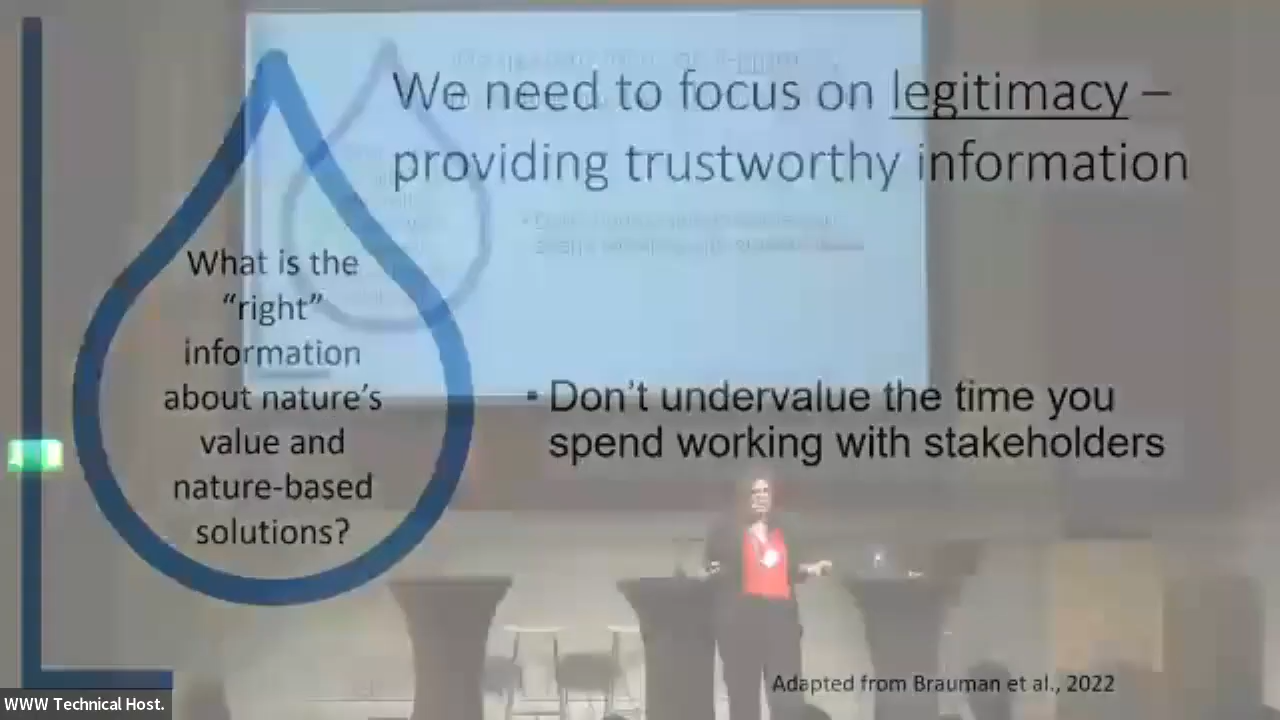 We need to focus on legitimacy –
providing trustworthy information
What is the
“right”
information
about nature’s
value and
nature-based
solutions?
▪ Don’t undervalue the time you
spend working with stakeholders
Adapted from Brauman et al., 2022
WWW Technical Host.